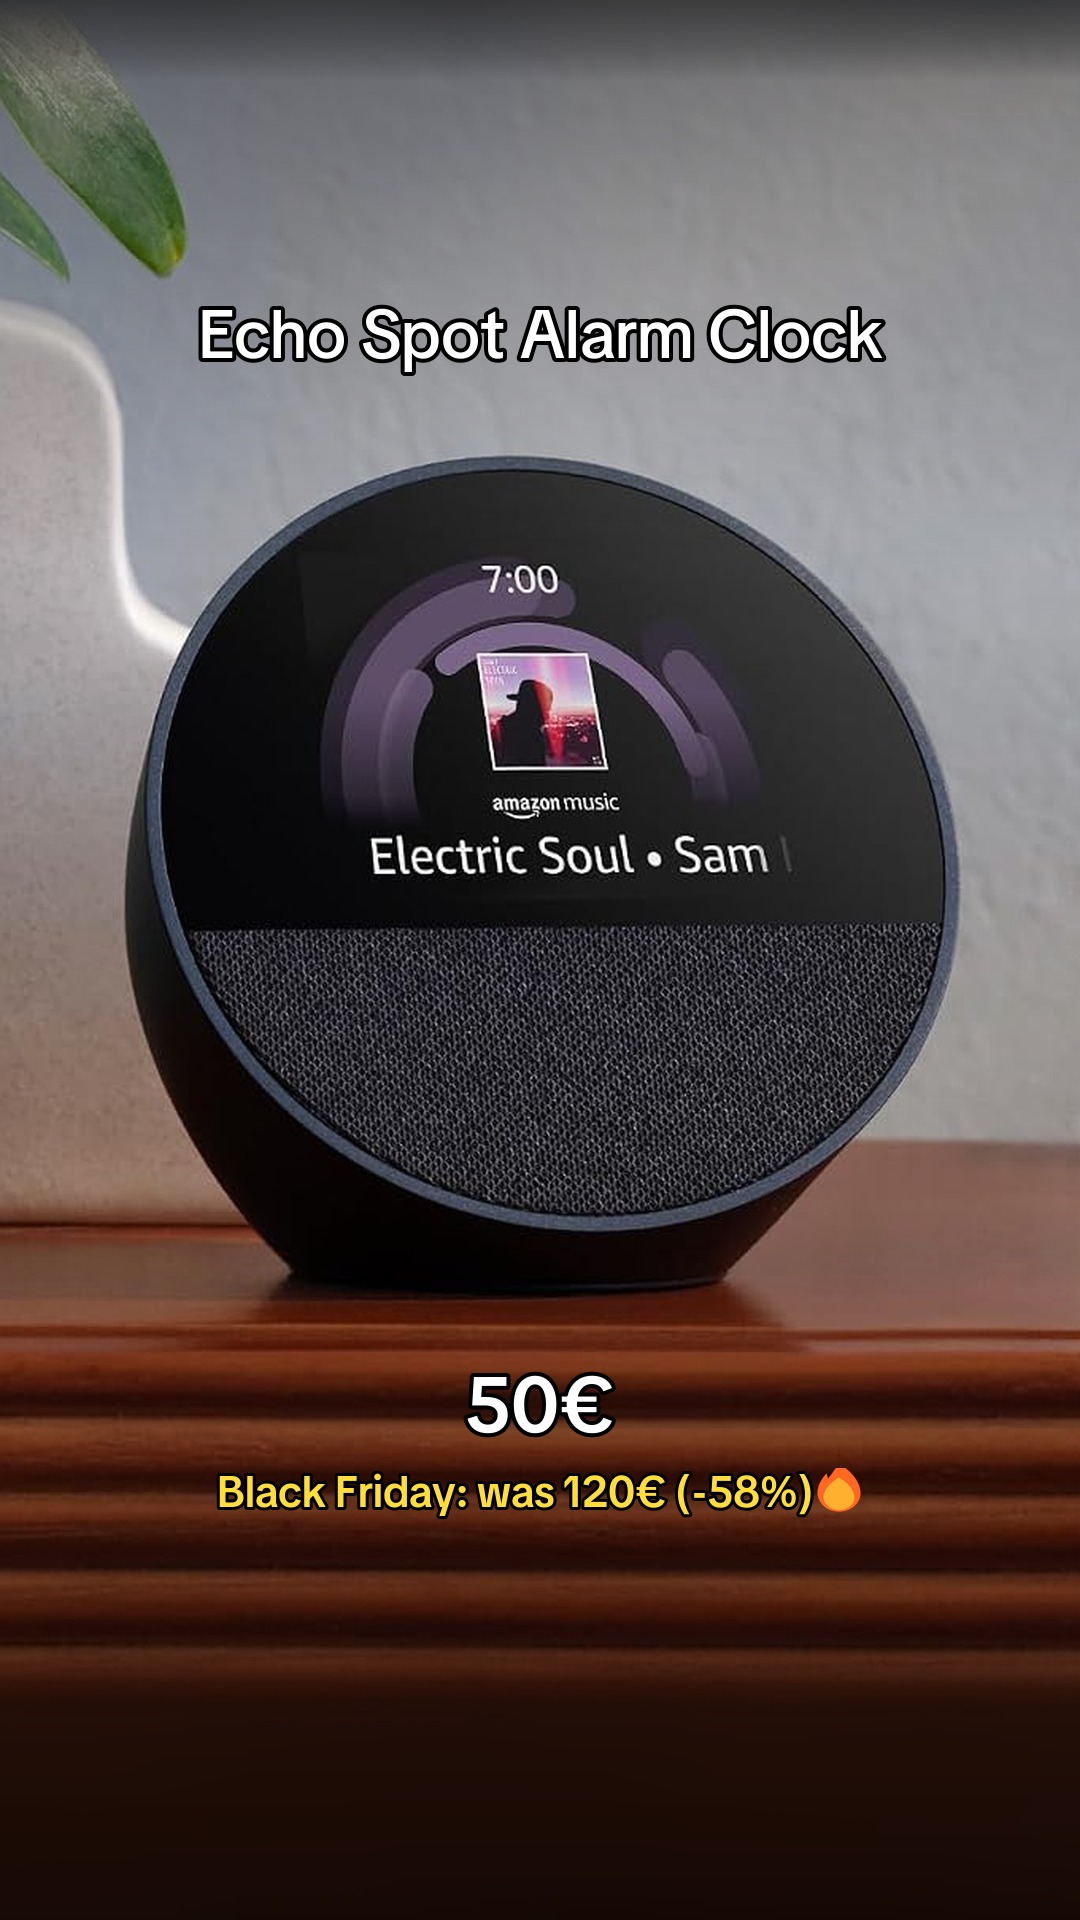 Echo Spot Alarm Clock
7:00
amazon music
Electric Soul • Sam
50€
Black Friday: was 120€ (-58%)🔥